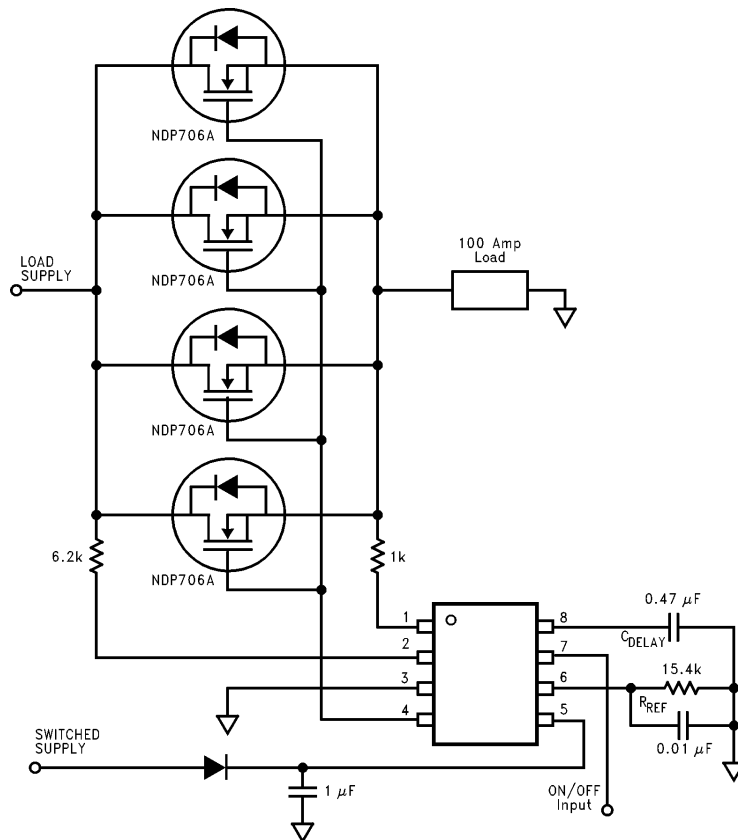 NDP706A
NDP706A
100 Amp
Load
LOAD
SUPPLY
NDP706A
6.2k
1k
NDP706A
0.47 μF
1
8
CDELAY
2
7
15.4k
3
6
RREF
4
5
0.01 μF
SWITCHED
SUPPLY
1 μF
ON/OFF
Input